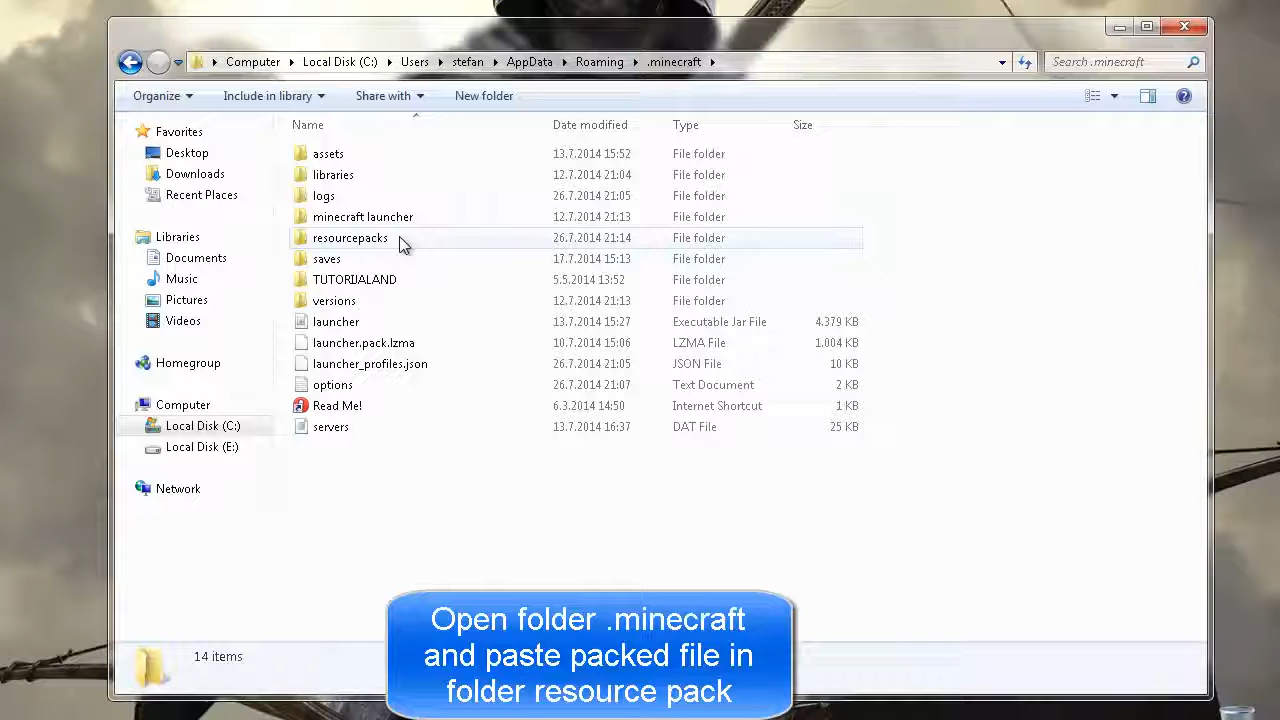 Computer Local Disk (C:) Users stefan AppData Roaming .minecraft
Search .minecraft
Organize Include in library Share with New folder
Name Date modified Type Size
Favorites
Desktop
Downloads
Recent Places
Libraries
Documents
Music
Pictures
Videos
Homegroup
Computer
Local Disk (C:)
Local Disk (E:)
Network
assets 13.7.2014 15:52 File folder
libraries 12.7.2014 21:04 File folder
logs 26.7.2014 21:05 File folder
minecraft launcher 12.7.2014 21:13 File folder
resourcepacks 26.7.2014 21:14 File folder
saves 17.7.2014 15:13 File folder
TUTORIJALAND 5.5.2014 13:52 File folder
versions 12.7.2014 21:13 File folder
launcher 13.7.2014 15:27 Executable Jar File 4.379 KB
launcher.pack.lzma 10.7.2014 15:06 LZMA File 1.004 KB
launcher_profiles.json 26.7.2014 21:05 JSON File 10 KB
options 26.7.2014 21:07 Text Document 2 KB
Read Me! 6.3.2014 14:50 Internet Shortcut 1 KB
servers 13.7.2014 16:37 DAT File 25 KB
14 items
Open folder .minecraft
and paste packed file in
folder resource pack